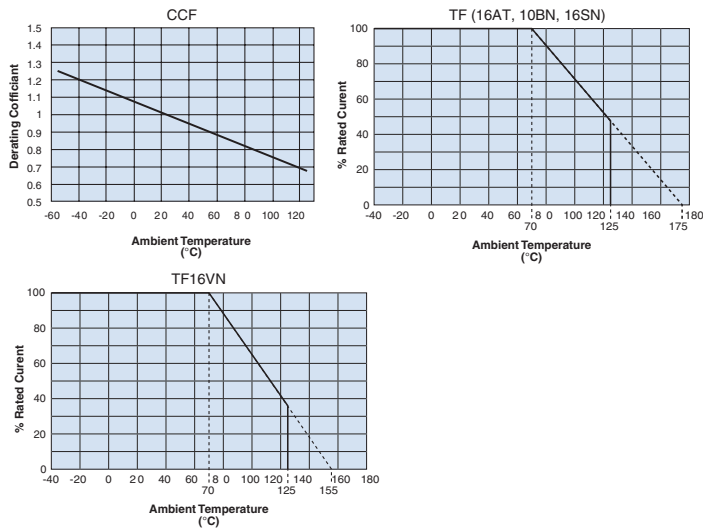 CCF
1.5
1.4
1.3
1.2
1.1
1
0.9
0.8
0.7
0.6
0.5
Derating Cofficiant
-60 -40 -20 0 20 40 60 8 0 100 120
Ambient Temperature
(°C)
TF (16AT, 10BN, 16SN)
100
80
60
40
20
0
% Rated Curent
-40 -20 0 20 40 60 8 0 100 120 140 160 180
70 125 175
Ambient Temperature
(°C)
TF16VN
100
80
60
40
20
0
% Rated Curent
-40 -20 0 20 40 60 8 0 100 120 140 160 180
70 125 155
Ambient Temperature
(°C)